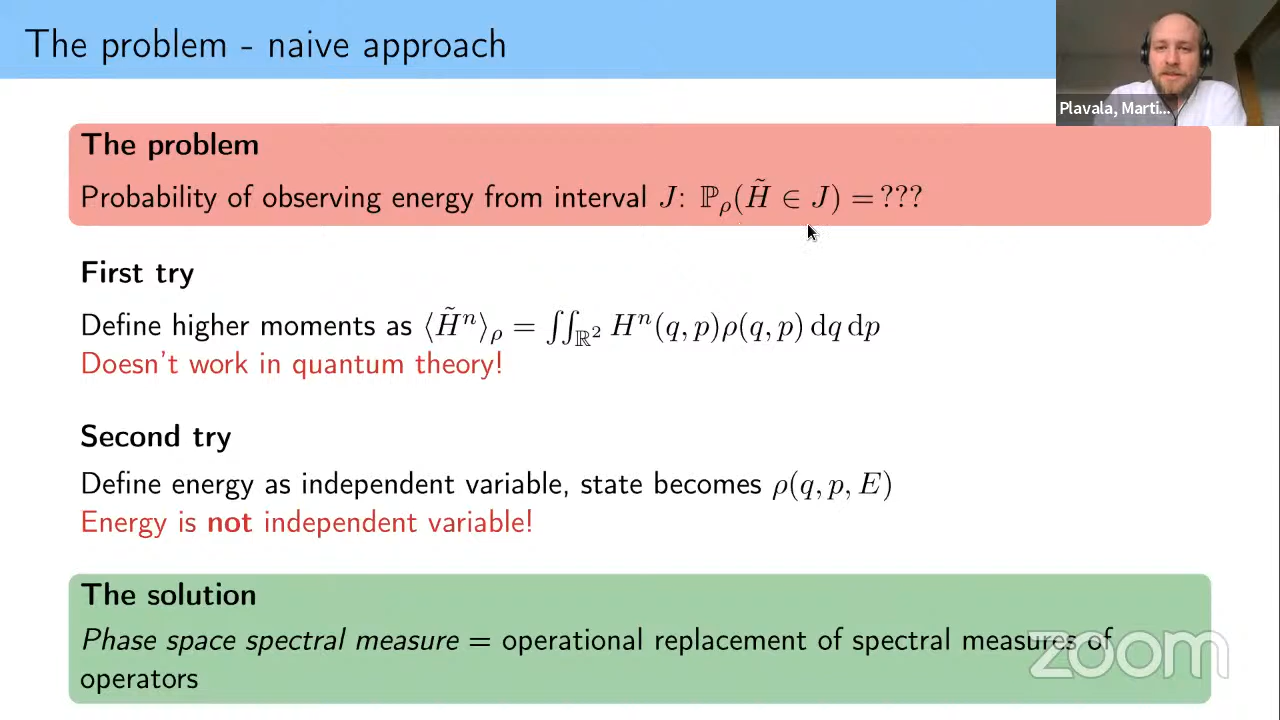 The problem - naive approach
Plavala, Marti...
The problem
Probability of observing energy from interval J: ℙ_ρ(H̃ ∈ J) = ???
First try
Define higher moments as ⟨H̃ⁿ⟩_ρ = ∬_ℝ² Hⁿ(q, p)ρ(q, p) dq dp
Doesn't work in quantum theory!
Second try
Define energy as independent variable, state becomes ρ(q, p, E)
Energy is not independent variable!
The solution
Phase space spectral measure = operational replacement of spectral measures of
operators
zoom